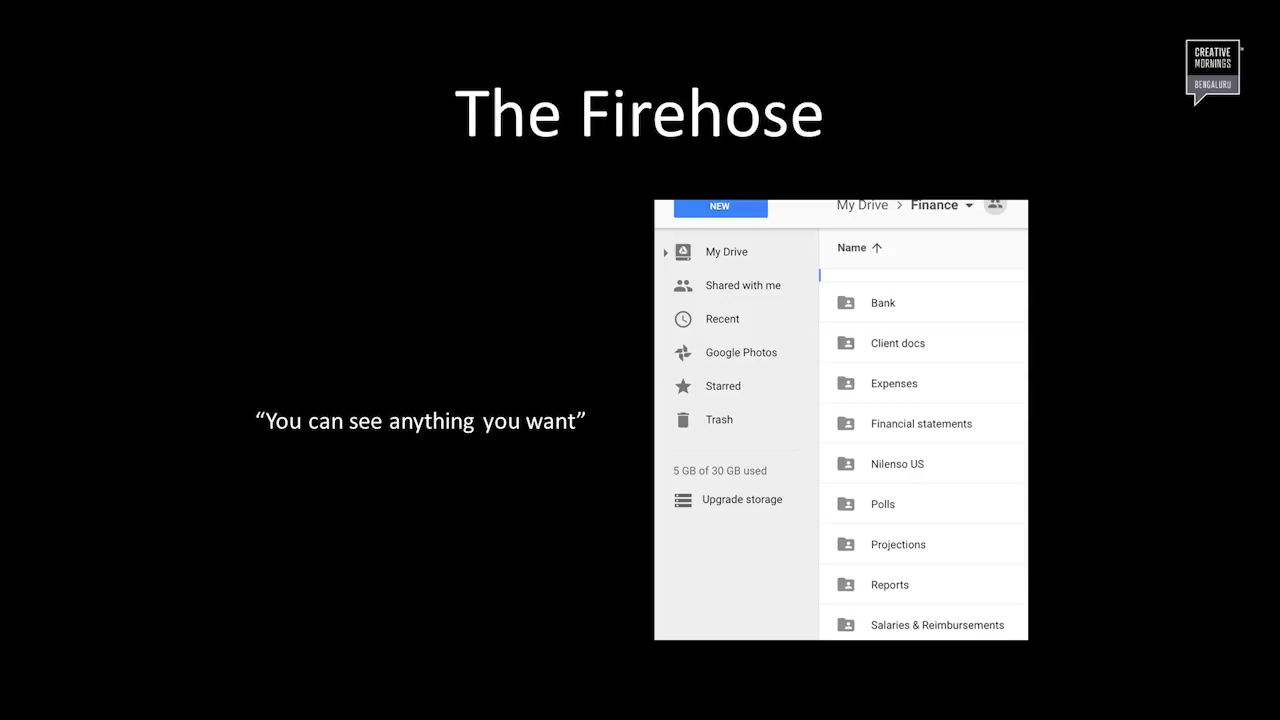 CREATIVE
MORNINGS
BENGALURU
The Firehose
“You can see anything you want”
NEW
My Drive > Finance
My Drive
Shared with me
Recent
Google Photos
Starred
Trash
5 GB of 30 GB used
Upgrade storage
Name ↑
Bank
Client docs
Expenses
Financial statements
Nilenso US
Polls
Projections
Reports
Salaries & Reimbursements